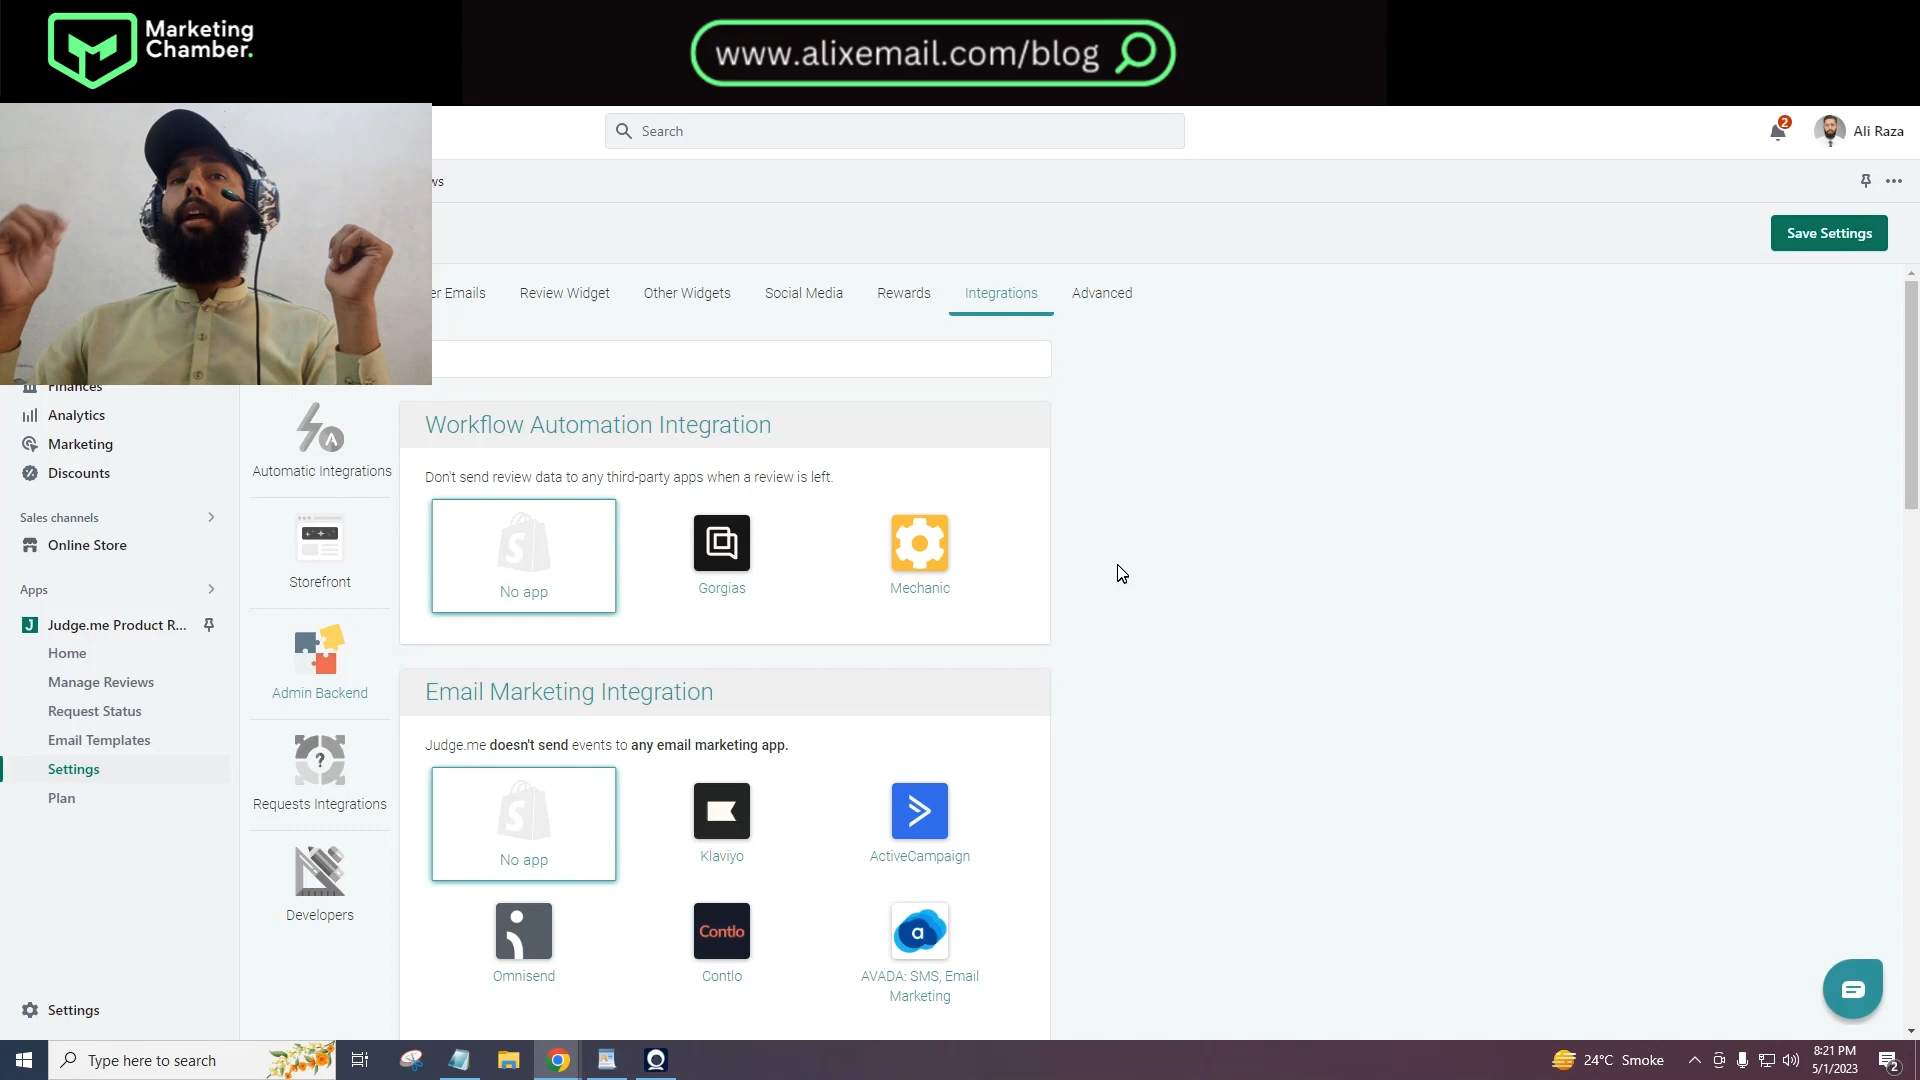 Marketing
Chamber.
www.alixemail.com/blog
Search
2
Ali Raza
ws
Save Settings
er Emails
Review Widget
Other Widgets
Social Media
Rewards
Integrations
Advanced
Finances
Analytics
Marketing
Discounts
Sales channels
Online Store
Apps
J
Judge.me Product R...
Home
Manage Reviews
Request Status
Email Templates
Settings
Plan
Settings
Automatic Integrations
Storefront
Admin Backend
Requests Integrations
Developers
Workflow Automation Integration
Don't send review data to any third-party apps when a review is left.
No app
Gorgias
Mechanic
Email Marketing Integration
Judge.me doesn't send events to any email marketing app.
No app
Klaviyo
ActiveCampaign
Contlo
Omnisend
Contlo
AVADA: SMS, Email
Marketing
Type here to search
24°C Smoke
8:21 PM
5/1/2023
2